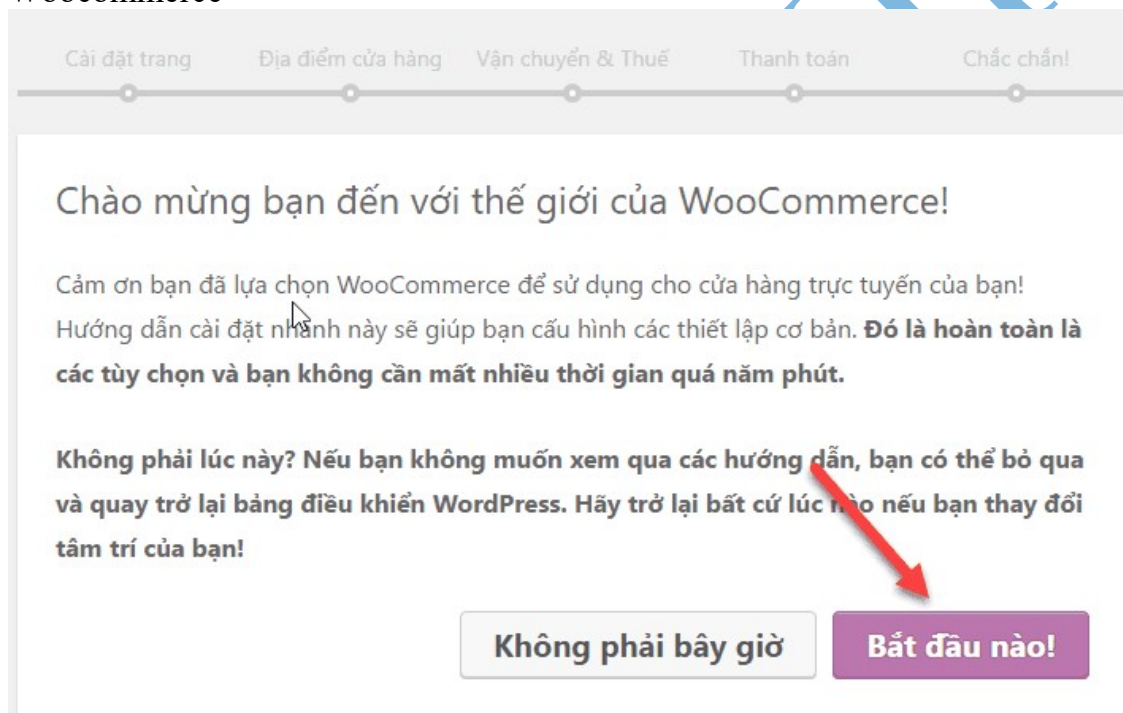 Woocommerce
Cài đặt trang Địa điểm cửa hàng Vận chuyển & Thuế Thanh toán Chắc chắn!
Chào mừng bạn đến với thế giới của WooCommerce!
Cảm ơn bạn đã lựa chọn WooCommerce để sử dụng cho cửa hàng trực tuyến của bạn!
Hướng dẫn cài đặt nhanh này sẽ giúp bạn cấu hình các thiết lập cơ bản. Đó là hoàn toàn là
các tùy chọn và bạn không cần mất nhiều thời gian quá năm phút.
Không phải lúc này? Nếu bạn không muốn xem qua các hướng dẫn, bạn có thể bỏ qua
và quay trở lại bảng điều khiển WordPress. Hãy trở lại bất cứ lúc nào nếu bạn thay đổi
tâm trí của bạn!
Không phải bây giờ Bắt đầu nào!